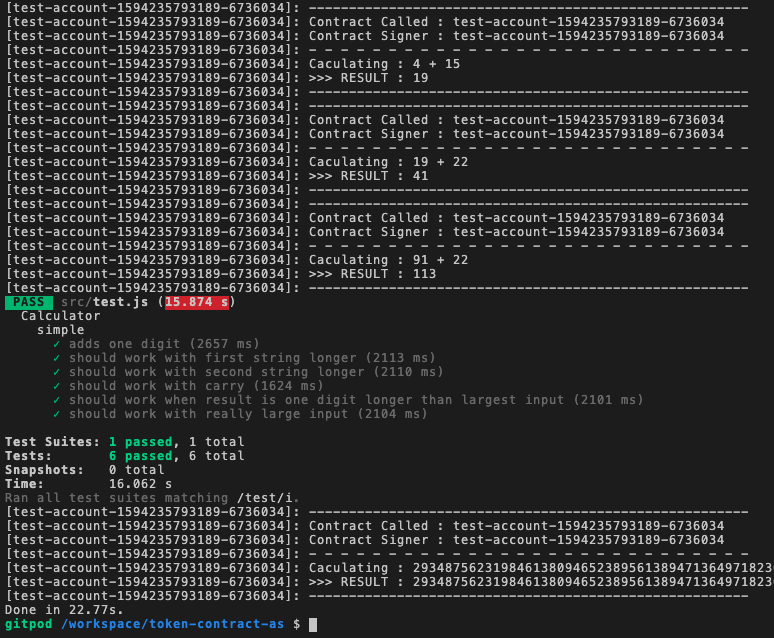 [test-account-1594235793189-6736034]: -------------------------------------------------------
[test-account-1594235793189-6736034]: Contract Called : test-account-1594235793189-6736034
[test-account-1594235793189-6736034]: Contract Signer : test-account-1594235793189-6736034
[test-account-1594235793189-6736034]: - - - - - - - - - - - - - - - - - - - - - - - - - - - -
[test-account-1594235793189-6736034]: Caculating : 4 + 15
[test-account-1594235793189-6736034]: >>> RESULT : 19
[test-account-1594235793189-6736034]: -------------------------------------------------------
[test-account-1594235793189-6736034]: -------------------------------------------------------
[test-account-1594235793189-6736034]: Contract Called : test-account-1594235793189-6736034
[test-account-1594235793189-6736034]: Contract Signer : test-account-1594235793189-6736034
[test-account-1594235793189-6736034]: - - - - - - - - - - - - - - - - - - - - - - - - - - - -
[test-account-1594235793189-6736034]: Caculating : 19 + 22
[test-account-1594235793189-6736034]: >>> RESULT : 41
[test-account-1594235793189-6736034]: -------------------------------------------------------
[test-account-1594235793189-6736034]: -------------------------------------------------------
[test-account-1594235793189-6736034]: Contract Called : test-account-1594235793189-6736034
[test-account-1594235793189-6736034]: Contract Signer : test-account-1594235793189-6736034
[test-account-1594235793189-6736034]: - - - - - - - - - - - - - - - - - - - - - - - - - - - -
[test-account-1594235793189-6736034]: Caculating : 91 + 22
[test-account-1594235793189-6736034]: >>> RESULT : 113
[test-account-1594235793189-6736034]: -------------------------------------------------------
PASS src/test.js (15.874 s)
Calculator
simple
✓ adds one digit (2657 ms)
✓ should work with first string longer (2113 ms)
✓ should work with second string longer (2110 ms)
✓ should work with carry (1624 ms)
✓ should work when result is one digit longer than largest input (2101 ms)
✓ should work with really large input (2104 ms)
Test Suites: 1 passed, 1 total
Tests: 6 passed, 6 total
Snapshots: 0 total
Time: 16.062 s
Ran all test suites matching /test/i.
[test-account-1594235793189-6736034]: -------------------------------------------------------
[test-account-1594235793189-6736034]: Contract Called : test-account-1594235793189-6736034
[test-account-1594235793189-6736034]: Contract Signer : test-account-1594235793189-6736034
[test-account-1594235793189-6736034]: - - - - - - - - - - - - - - - - - - - - - - - - - - - -
[test-account-1594235793189-6736034]: Caculating : 293487562319846138094652389561389471364971823
[test-account-1594235793189-6736034]: >>> RESULT : 293487562319846138094652389561389471364971823
[test-account-1594235793189-6736034]: -------------------------------------------------------
Done in 22.77s.
gitpod /workspace/token-contract-as $